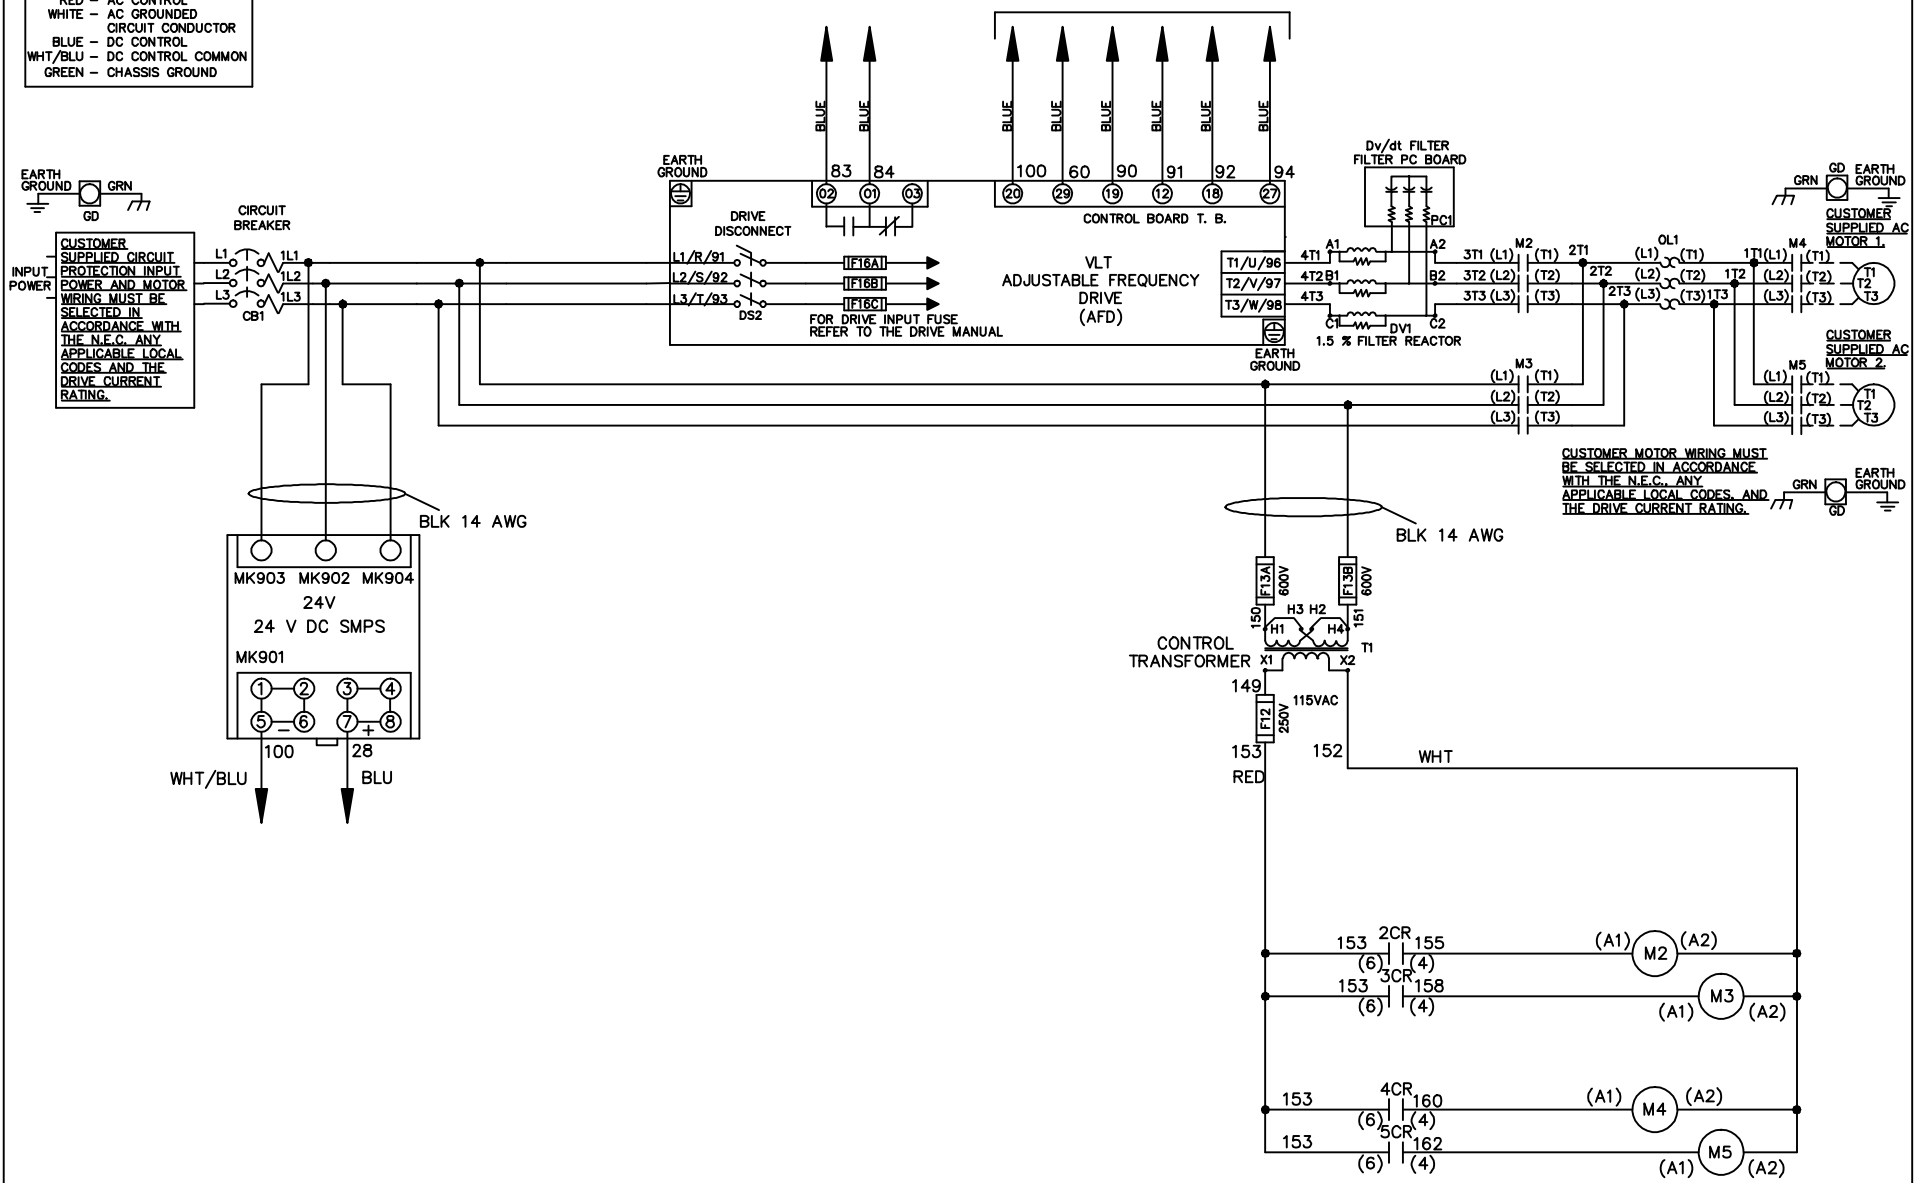 RED – AC CONTROL
WHITE – AC GROUNDED
CIRCUIT CONDUCTOR
BLUE – DC CONTROL
WHT/BLU – DC CONTROL COMMON
GREEN – CHASSIS GROUND
BLUE
BLUE
BLUE
BLUE
BLUE
BLUE
BLUE
BLUE
EARTH
GROUND
GRN
GD
CIRCUIT
BREAKER
INPUT
POWER
CUSTOMER
SUPPLIED CIRCUIT
PROTECTION INPUT
POWER AND MOTOR
WIRING MUST BE
SELECTED IN
ACCORDANCE WITH
THE N.E.C. ANY
APPLICABLE LOCAL
CODES AND THE
DRIVE CURRENT
RATING.
L1 1L1
L2 1L2
L3 1L3
CB1
EARTH
GROUND
83 84
02 01 03
100 60 90 91 92 94
20 29 19 12 18 27
CONTROL BOARD T. B.
DRIVE
DISCONNECT
L1/R/91
L2/S/92
L3/T/93
DS2
F16A
F16B
F16C
FOR DRIVE INPUT FUSE
REFER TO THE DRIVE MANUAL
VLT
ADJUSTABLE FREQUENCY
DRIVE
(AFD)
T1/U/96
T2/V/97
T3/W/98
EARTH
GROUND
Dv/dt FILTER
FILTER PC BOARD
PC1
4T1 A1 A2
4T2 B1 B2
4T3 C1 C2
DV1
1.5 % FILTER REACTOR
M2
3T1 (L1) (T1) 2T1
3T2 (L2) (T2) 2T2
3T3 (L3) (T3) 2T3
OL1
(L1) (T1) 1T1
(L2) (T2) 1T2
(L3) (T3) 1T3
M4
(L1) (T1)
(L2) (T2)
(L3) (T3)
T1
T2
T3
GD
GRN
EARTH
GROUND
CUSTOMER
SUPPLIED AC
MOTOR 1.
CUSTOMER
SUPPLIED AC
MOTOR 2.
M3
(L1) (T1)
(L2) (T2)
(L3) (T3)
M5
(L1) (T1)
(L2) (T2)
(L3) (T3)
T1
T2
T3
CUSTOMER MOTOR WIRING MUST
BE SELECTED IN ACCORDANCE
WITH THE N.E.C., ANY
APPLICABLE LOCAL CODES, AND
THE DRIVE CURRENT RATING.
GRN
GD
EARTH
GROUND
BLK 14 AWG
MK903 MK902 MK904
24V
24 V DC SMPS
MK901
1 2 3 4
5 – 6 7 + 8
100 28
WHT/BLU BLU
BLK 14 AWG
F13A 600V
F13B 600V
150 151
H3 H2
H1 H4
T1
CONTROL
TRANSFORMER
X1 X2
149
115VAC
F12 250V
153 152
RED
WHT
2CR
153 155
(6) (4)
(A1) M2 (A2)
3CR
153 158
(6) (4)
(A1) M3 (A2)
4CR
153 160
(6) (4)
(A1) M4 (A2)
5CR
153 162
(6) (4)
(A1) M5 (A2)